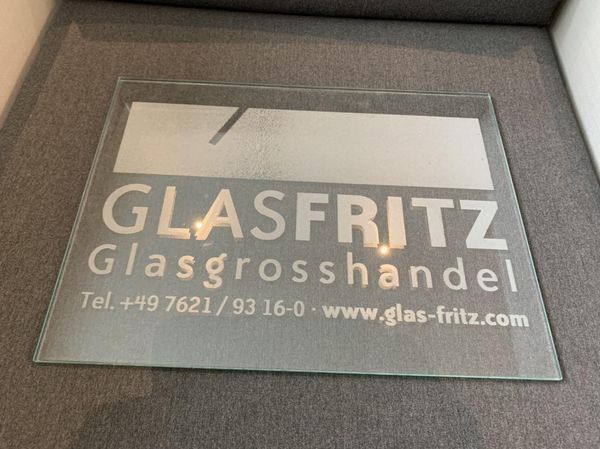 GLASFRITZ
Glasgrosshandel
Tel. +49 7621 / 93 16-0 · www.glas-fritz.com